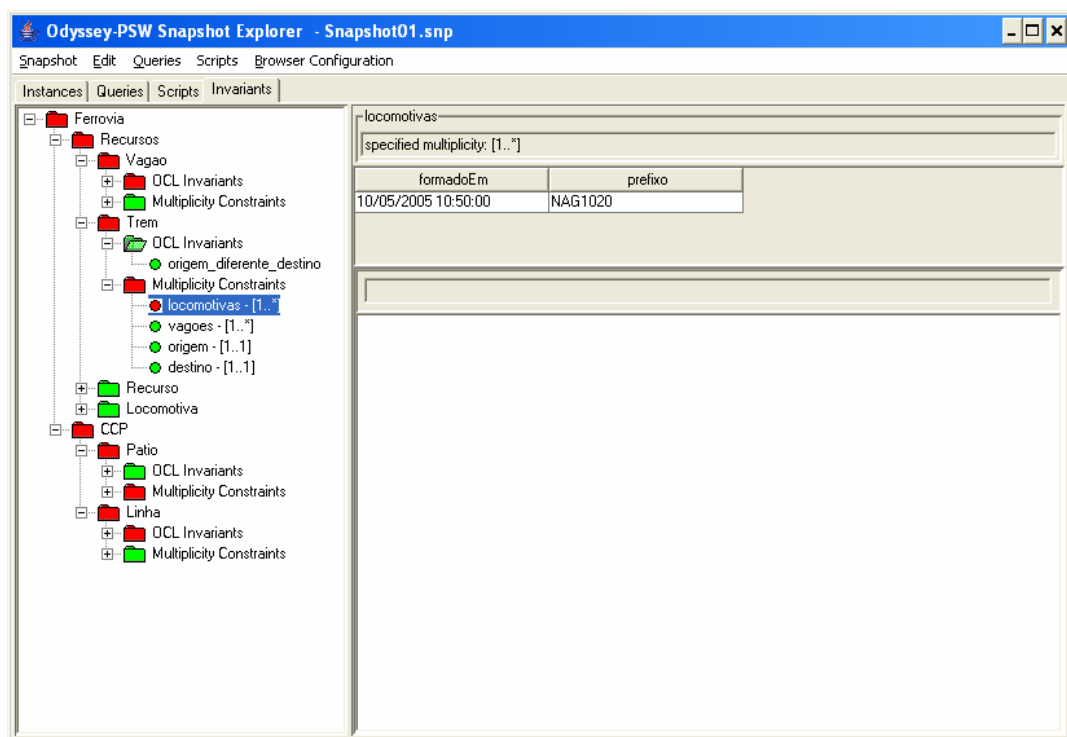 Odyssey-PSW Snapshot Explorer - Snapshot01.snp
Snapshot Edit Queries Scripts Browser Configuration
Instances Queries Scripts Invariants
Ferrovia
Recursos
Vagao
OCL Invariants
Multiplicity Constraints
Trem
OCL Invariants
origem_diferente_destino
Multiplicity Constraints
locomotivas - [1..*]
vagoes - [1..*]
origem - [1..1]
destino - [1..1]
Recurso
Locomotiva
CCP
Patio
OCL Invariants
Multiplicity Constraints
Linha
OCL Invariants
Multiplicity Constraints
locomotivas
specified multiplicity: [1..*]
formadoEm prefixo
10/05/2005 10:50:00 NAG1020